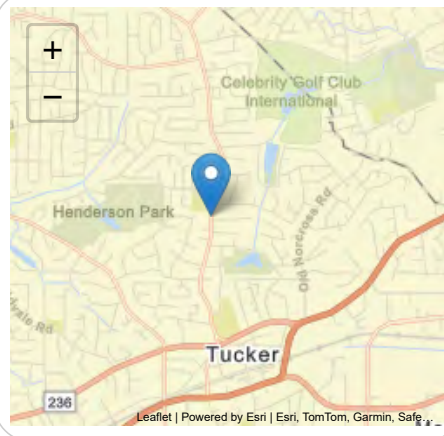 +
−
Celebrity Golf Club
International
Henderson Park
Old Norcross Rd
Tucker
236
Leaflet | Powered by Esri | Esri, TomTom, Garmin, Safe...